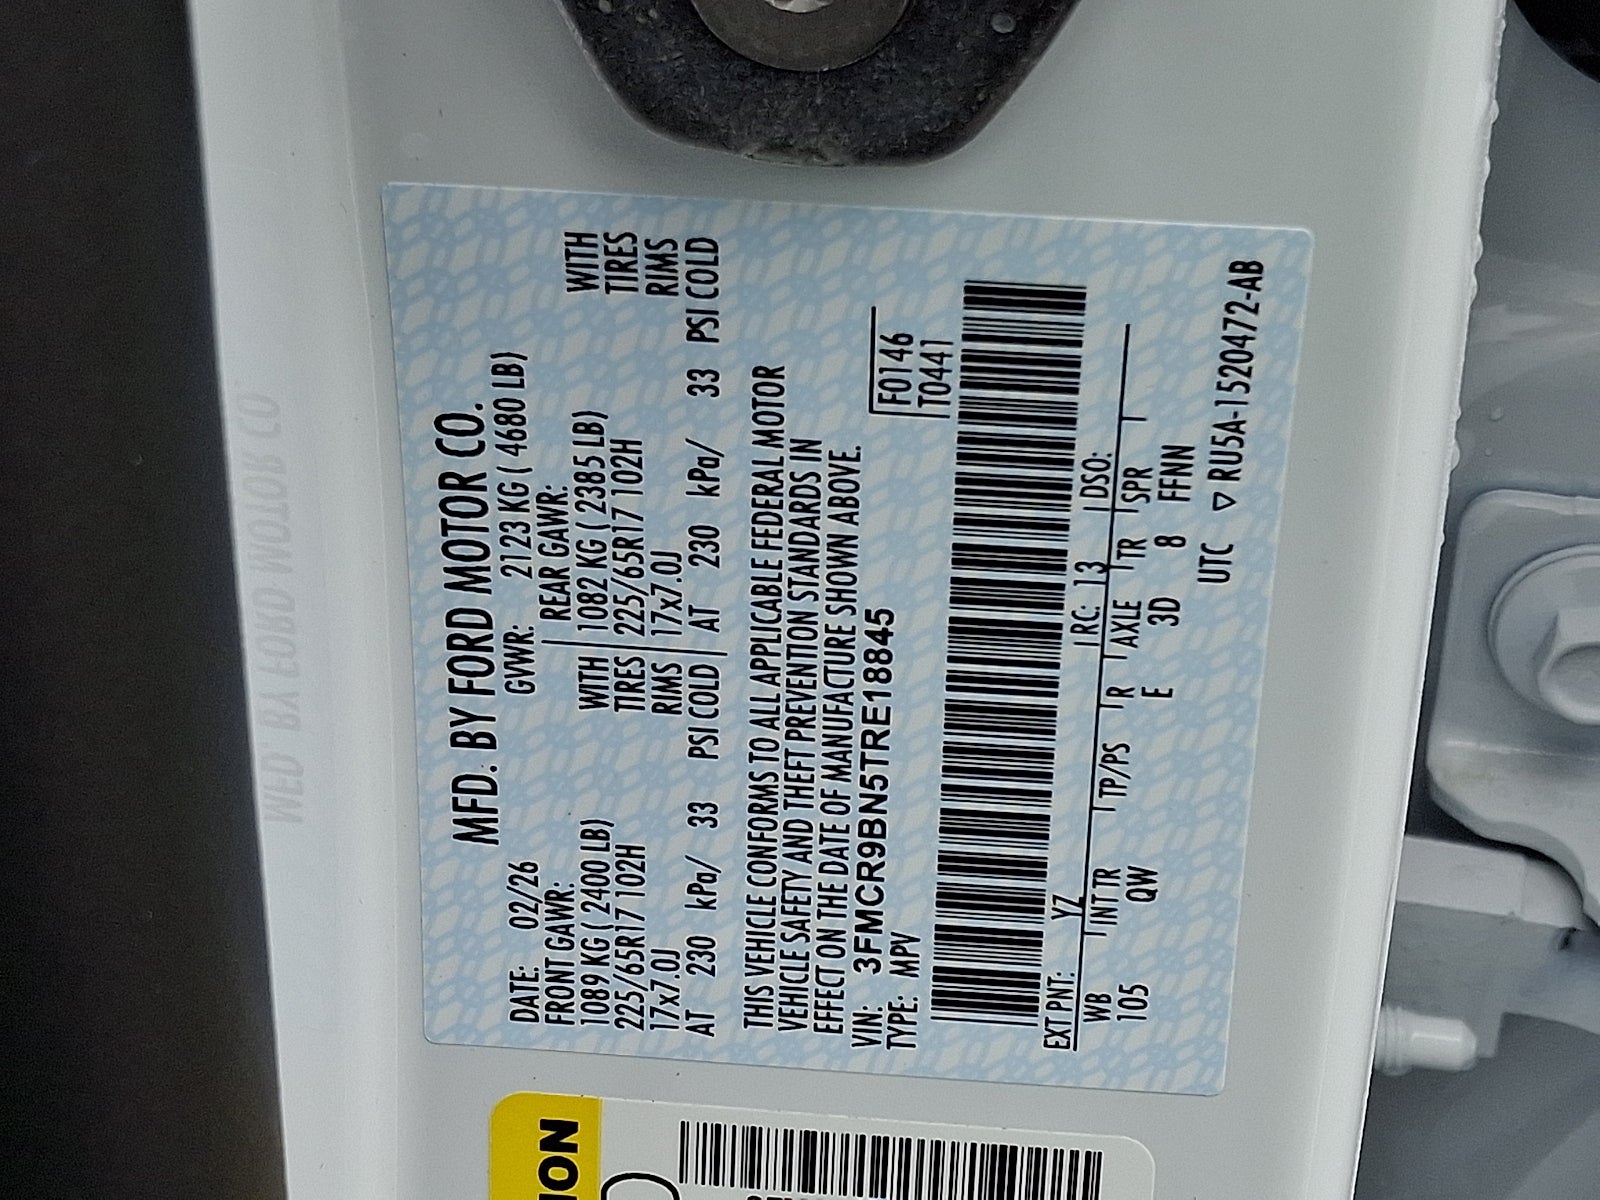 MFD. BY FORD MOTOR CO.
DATE: 02/26 GVWR: 2123 KG ( 4680 LB)
FRONT GAWR: REAR GAWR:
1089 KG ( 2400 LB) WITH 1082 KG ( 2385 LB) WITH
225/65R17 102H TIRES 225/65R17 102H TIRES
17x7.0J RIMS 17x7.0J RIMS
AT 230 kPa/ 33 PSI COLD AT 230 kPa/ 33 PSI COLD
THIS VEHICLE CONFORMS TO ALL APPLICABLE FEDERAL MOTOR
VEHICLE SAFETY AND THEFT PREVENTION STANDARDS IN
EFFECT ON THE DATE OF MANUFACTURE SHOWN ABOVE.
VIN: 3FMCR9BN5TRE18845 F0146
TYPE: MPV T0441
EXT PNT: YZ RC: 13 DSO:
WB INT TR TP/PS R AXLE TR SPR
105 QW E 3D 8 FFNN
UTC ▽ RU5A-1520472-AB
MFD. BY FORD MOTOR CO.